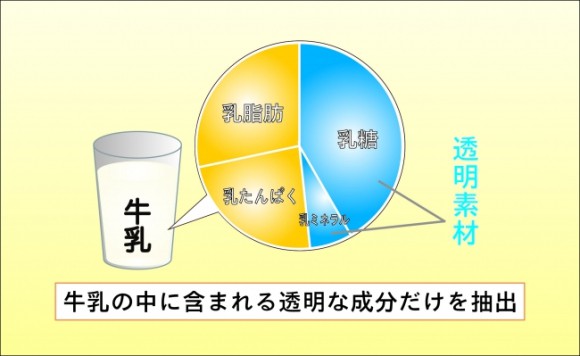 乳脂肪
乳糖
乳たんぱく
乳ミネラル
透明素材
牛乳
牛乳の中に含まれる透明な成分だけを抽出